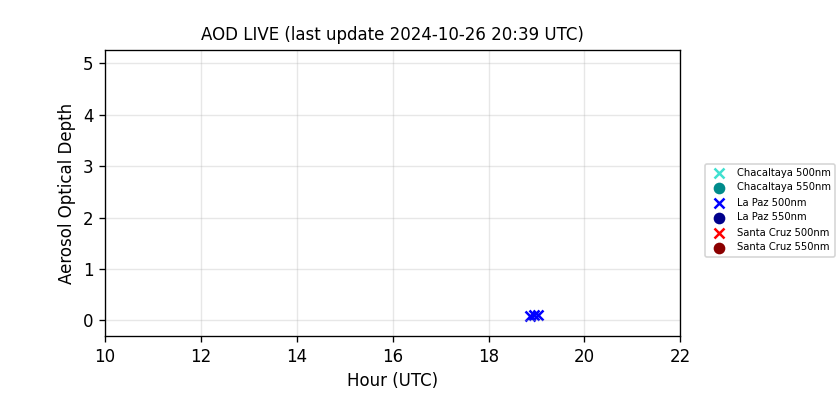 AOD LIVE (last update 2024-10-26 20:39 UTC)
5
4
3
2
1
0
Aerosol Optical Depth
10 12 14 16 18 20 22
Hour (UTC)
Chacaltaya 500nm
Chacaltaya 550nm
La Paz 500nm
La Paz 550nm
Santa Cruz 500nm
Santa Cruz 550nm